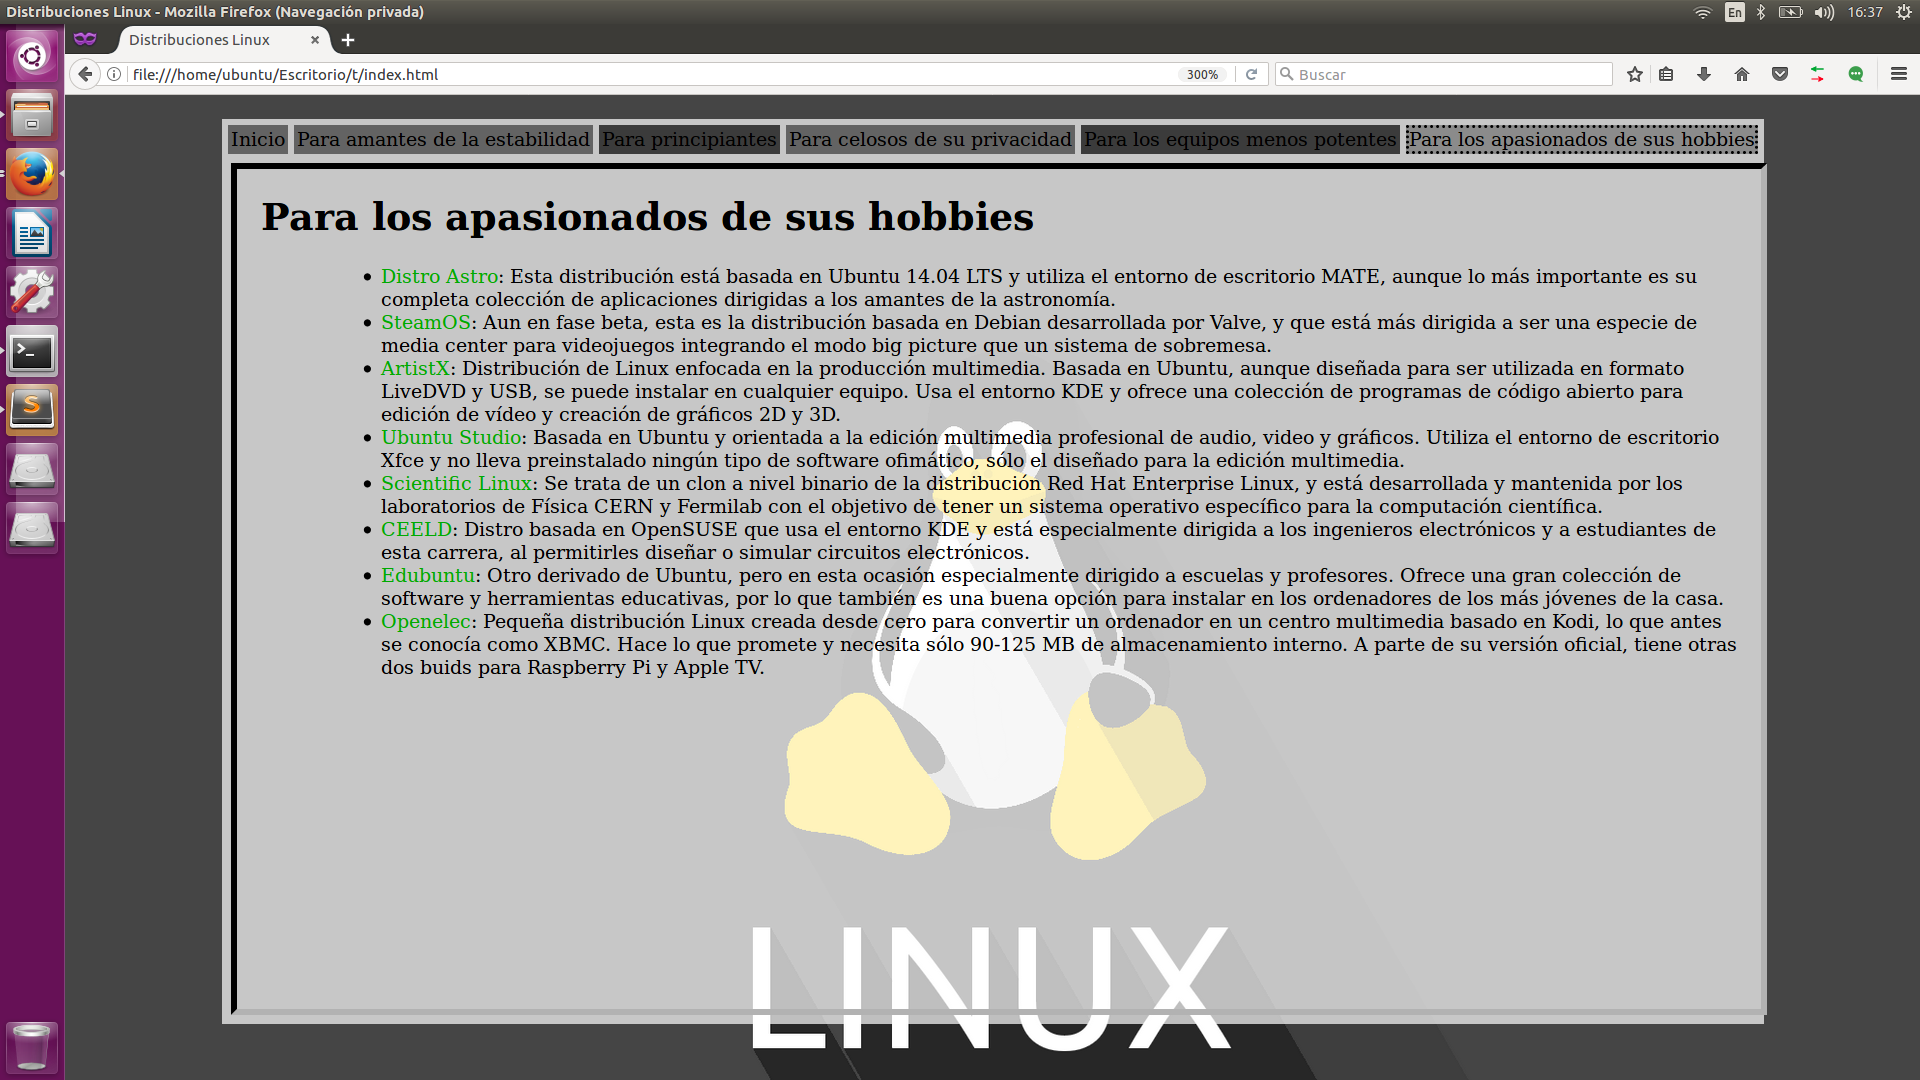 Distribuciones Linux - Mozilla Firefox (Navegación privada)
En
16:37
Distribuciones Linux
file:///home/ubuntu/Escritorio/t/index.html
300%
Buscar
Inicio
Para amantes de la estabilidad
Para principiantes
Para celosos de su privacidad
Para los equipos menos potentes
Para los apasionados de sus hobbies
Para los apasionados de sus hobbies
• Distro Astro: Esta distribución está basada en Ubuntu 14.04 LTS y utiliza el entorno de escritorio MATE, aunque lo más importante es su
completa colección de aplicaciones dirigidas a los amantes de la astronomía.
• SteamOS: Aun en fase beta, esta es la distribución basada en Debian desarrollada por Valve, y que está más dirigida a ser una especie de
media center para videojuegos integrando el modo big picture que un sistema de sobremesa.
• ArtistX: Distribución de Linux enfocada en la producción multimedia. Basada en Ubuntu, aunque diseñada para ser utilizada en formato
LiveDVD y USB, se puede instalar en cualquier equipo. Usa el entorno KDE y ofrece una colección de programas de código abierto para
edición de vídeo y creación de gráficos 2D y 3D.
• Ubuntu Studio: Basada en Ubuntu y orientada a la edición multimedia profesional de audio, video y gráficos. Utiliza el entorno de escritorio
Xfce y no lleva preinstalado ningún tipo de software ofimático, sólo el diseñado para la edición multimedia.
• Scientific Linux: Se trata de un clon a nivel binario de la distribución Red Hat Enterprise Linux, y está desarrollada y mantenida por los
laboratorios de Física CERN y Fermilab con el objetivo de tener un sistema operativo específico para la computación científica.
• CEELD: Distro basada en OpenSUSE que usa el entorno KDE y está especialmente dirigida a los ingenieros electrónicos y a estudiantes de
esta carrera, al permitirles diseñar o simular circuitos electrónicos.
• Edubuntu: Otro derivado de Ubuntu, pero en esta ocasión especialmente dirigido a escuelas y profesores. Ofrece una gran colección de
software y herramientas educativas, por lo que también es una buena opción para instalar en los ordenadores de los más jóvenes de la casa.
• Openelec: Pequeña distribución Linux creada desde cero para convertir un ordenador en un centro multimedia basado en Kodi, lo que antes
se conocía como XBMC. Hace lo que promete y necesita sólo 90-125 MB de almacenamiento interno. A parte de su versión oficial, tiene otras
dos buids para Raspberry Pi y Apple TV.
LINUX